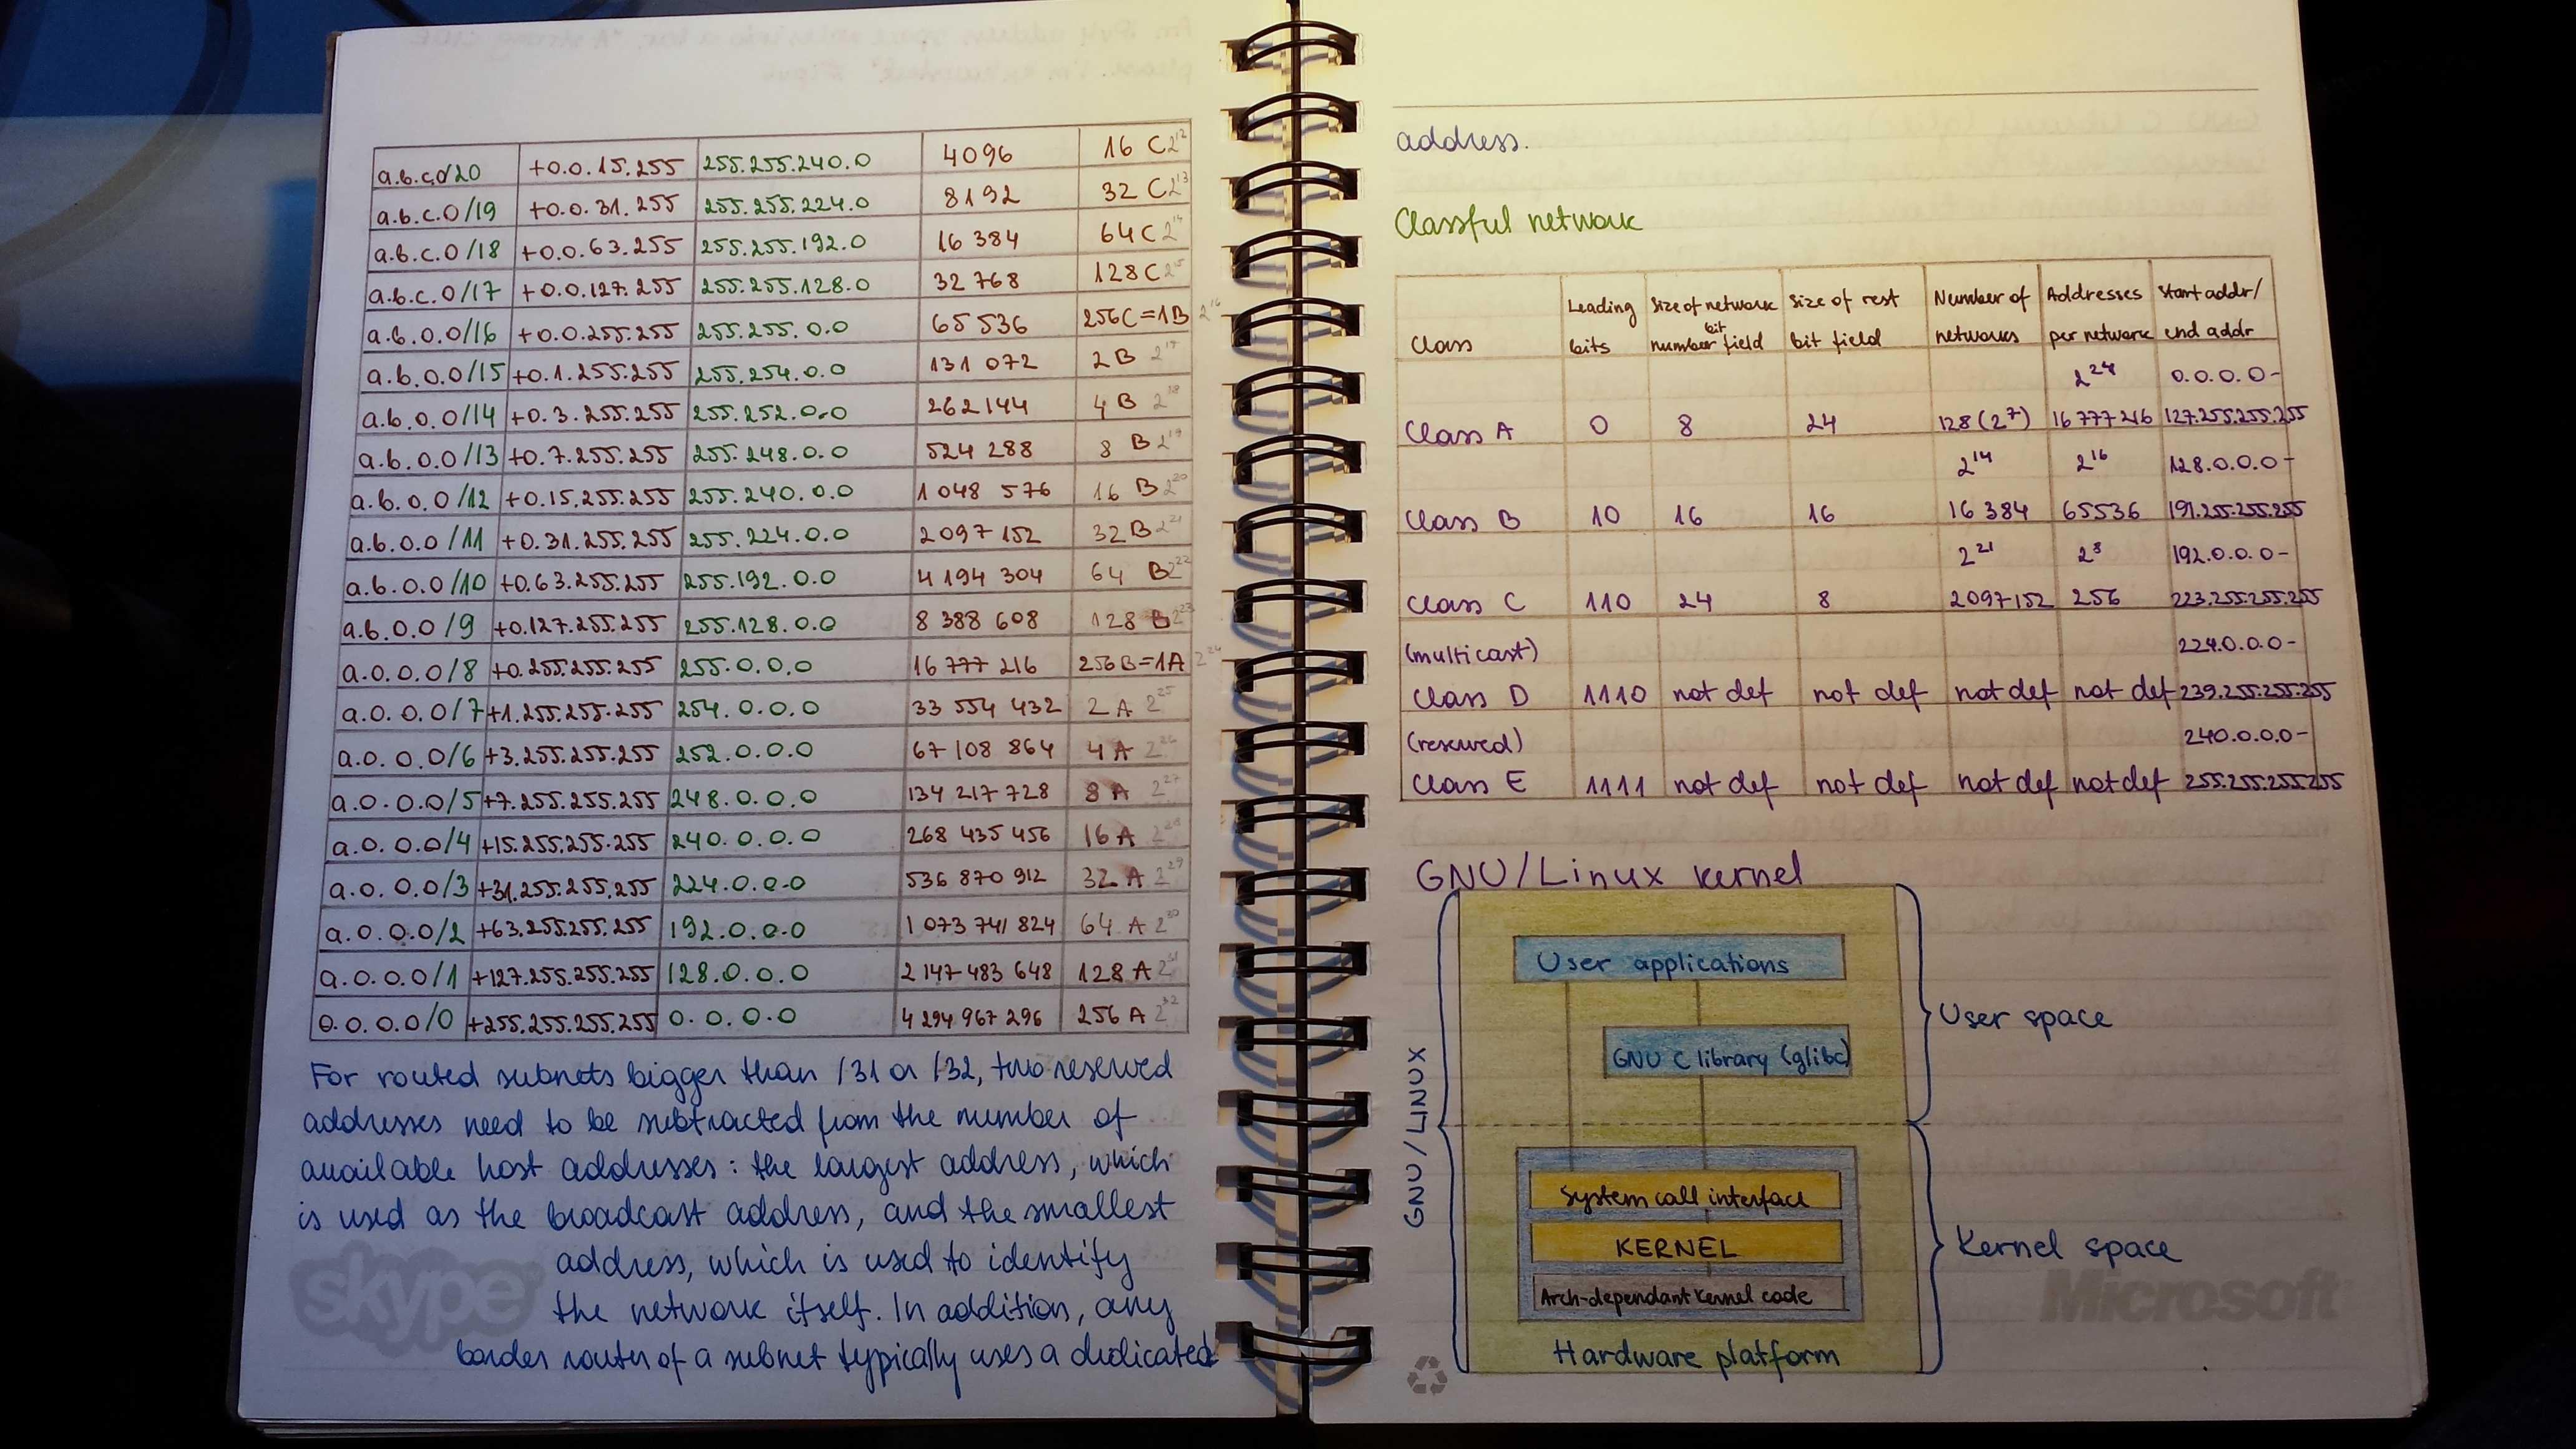 a.b.c.0/20 +0.0.15.255 255.255.240.0 4096 16 C 2^12
a.b.c.0/19 +0.0.31.255 255.255.224.0 8192 32 C 2^13
a.b.c.0/18 +0.0.63.255 255.255.192.0 16 384 64 C 2^14
a.b.c.0/17 +0.0.127.255 255.255.128.0 32 768 128 C 2^15
a.b.0.0/16 +0.0.255.255 255.255.0.0 65 536 256C=1B 2^16
a.b.0.0/15 +0.1.255.255 255.254.0.0 131 072 2 B 2^17
a.b.0.0/14 +0.3.255.255 255.252.0.0 262 144 4 B 2^18
a.b.0.0/13 +0.7.255.255 255.248.0.0 524 288 8 B 2^19
a.b.0.0/12 +0.15.255.255 255.240.0.0 1 048 576 16 B 2^20
a.b.0.0/11 +0.31.255.255 255.224.0.0 2 097 152 32 B 2^21
a.b.0.0/10 +0.63.255.255 255.192.0.0 4 194 304 64 B 2^22
a.b.0.0/9 +0.127.255.255 255.128.0.0 8 388 608 128 B 2^23
a.0.0.0/8 +0.255.255.255 255.0.0.0 16 777 216 256B=1A 2^24
a.0.0.0/7 +1.255.255.255 254.0.0.0 33 554 432 2 A 2^25
a.0.0.0/6 +3.255.255.255 252.0.0.0 67 108 864 4 A 2^26
a.0.0.0/5 +7.255.255.255 248.0.0.0 134 217 728 8 A 2^27
a.0.0.0/4 +15.255.255.255 240.0.0.0 268 435 456 16 A 2^28
a.0.0.0/3 +31.255.255.255 224.0.0.0 536 870 912 32 A 2^29
a.0.0.0/2 +63.255.255.255 192.0.0.0 1 073 741 824 64 A 2^30
a.0.0.0/1 +127.255.255.255 128.0.0.0 2 147 483 648 128 A 2^31
0.0.0.0/0 +255.255.255.255 0.0.0.0 4 294 967 296 256 A 2^32
For routed subnets bigger than /31 or /32, two reserved
addresses need to be subtracted from the number of
available host addresses: the largest address, which
is used as the broadcast address, and the smallest
address, which is used to identify
the network itself. In addition, any
border router of a subnet typically uses a dedicated
skype
address.
Classful network
Class
Leading bits
Size of network number bit field
Size of rest bit field
Number of networks
Addresses per network
Start addr/ end addr
2^24 0.0.0.0-
Class A 0 8 24 128(2^7) 16 777 216 127.255.255.255
2^14 2^16 128.0.0.0-
Class B 10 16 16 16 384 65536 191.255.255.255
2^21 2^8 192.0.0.0-
Class C 110 24 8 2097152 256 223.255.255.255
(multicast) 224.0.0.0-
Class D 1110 not def not def not def not def 239.255.255.255
(reserved) 240.0.0.0-
Class E 1111 not def not def not def not def 255.255.255.255
GNU/Linux kernel
User applications
GNU C library (glibc)
User space
GNU/LINUX
System call interface
KERNEL
Arch-dependant kernel code
Kernel space
Hardware platform
Microsoft